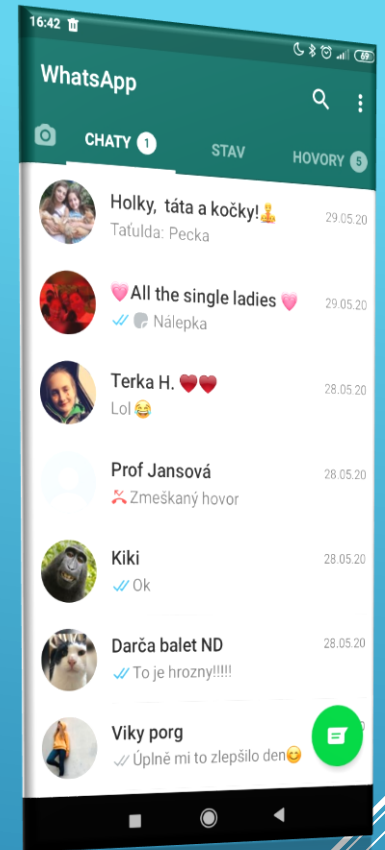 16:42
69
WhatsApp
CHATY 1 STAV HOVORY 5
Holky, táta a kočky! 29.05.20
Taťulda: Pecka
All the single ladies 29.05.20
Nálepka
Terka H. 28.05.20
Lol
Prof Jansová 28.05.20
Zmeškaný hovor
Kiki 28.05.20
Ok
Darča balet ND 28.05.20
To je hrozny!!!!!
Viky porg
Úplně mi to zlepšilo den